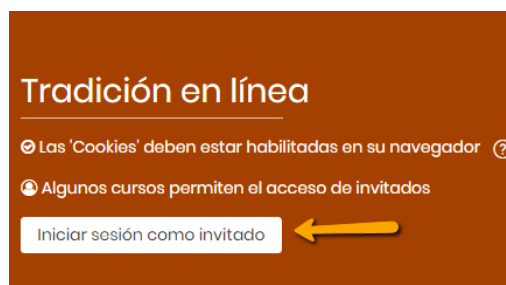 Tradición en línea
Las 'Cookies' deben estar habilitadas en su navegador
Algunos cursos permiten el acceso de invitados
Iniciar sesión como invitado